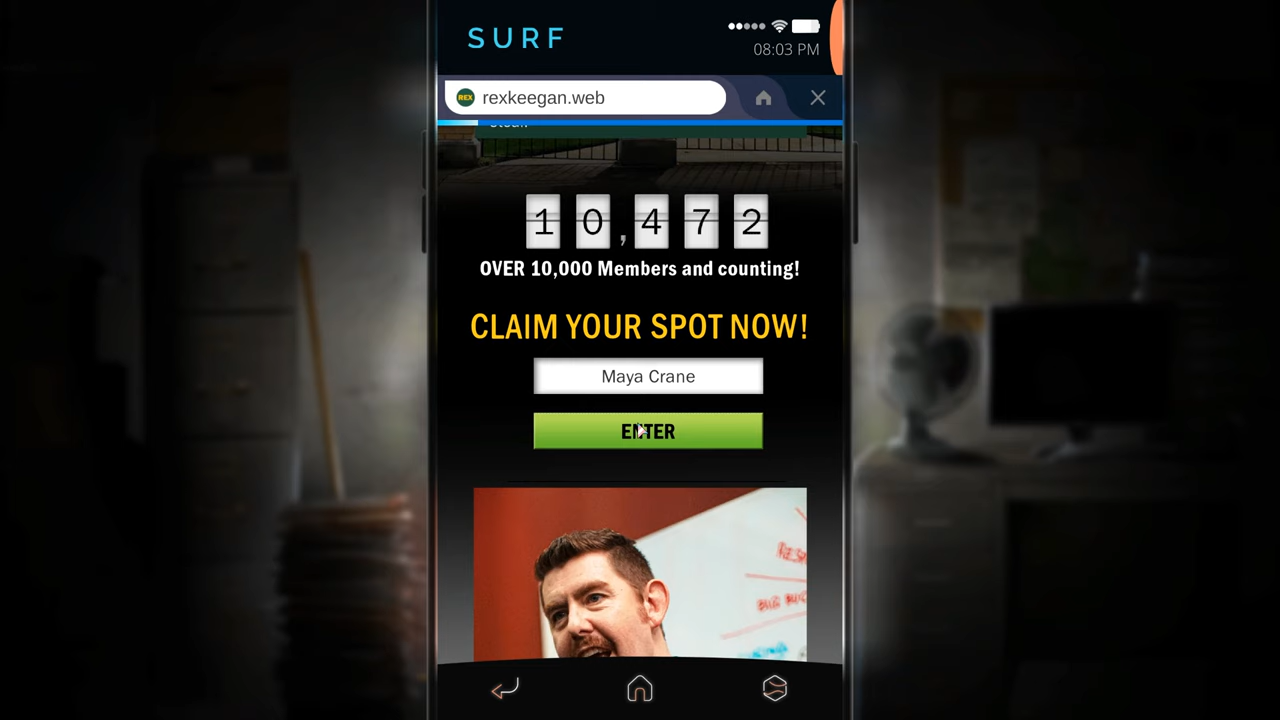 SURF
08:03 PM
REX rexkeegan.web
10,472
OVER 10,000 Members and counting!
CLAIM YOUR SPOT NOW!
Maya Crane
ENTER